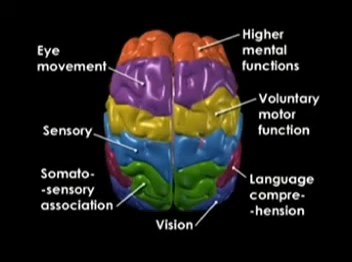 Higher
mental
functions
Eye
movement
Voluntary
motor
function
Sensory
Somato-
-sensory
association
Language
compre-
-hension
Vision